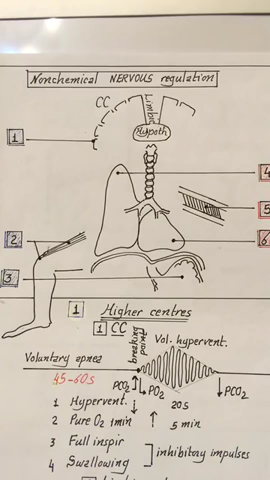 Nonchemical NERVOUS regulation
CC
Limbic
Hypoth
1
4
5
2
6
3
1 Higher centres
1 CC
breaking point
Vol. hypervent.
Voluntary apnea
45-60s
PCO2 ↑ ↓ PO2
↓ PCO2
1 Hypervent. ↓ 20s
2 Pure O2 1min ↑ 5 min
3 Full inspir
inhibitory impulses
4 Swallowing